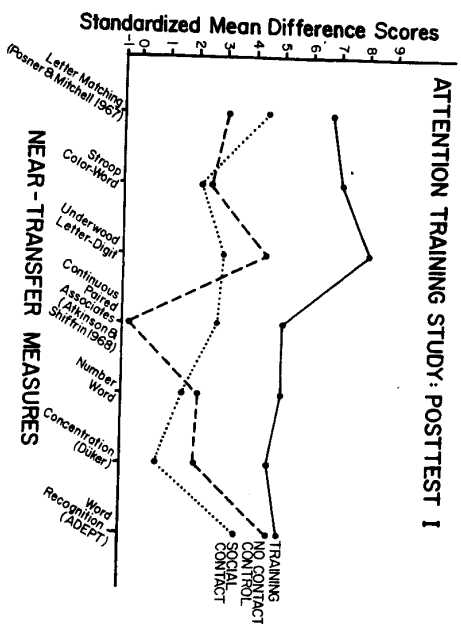 ATTENTION TRAINING STUDY: POSTTEST I
Standardized Mean Difference Scores
9
8
7
6
5
4
3
2
1
0
-1
Letter Matching
(Posner & Mitchell 1967)
Stroop
Color-Word
Underwood
Letter-Digit
Continuous
Paired
Associates
(Atkinson &
Shiffrin 1968)
Number
Word
Concentration
(Düker)
Word
Recognition
(ADEPT)
TRAINING
NO CONTACT
CONTROL
SOCIAL
CONTACT
NEAR-TRANSFER MEASURES